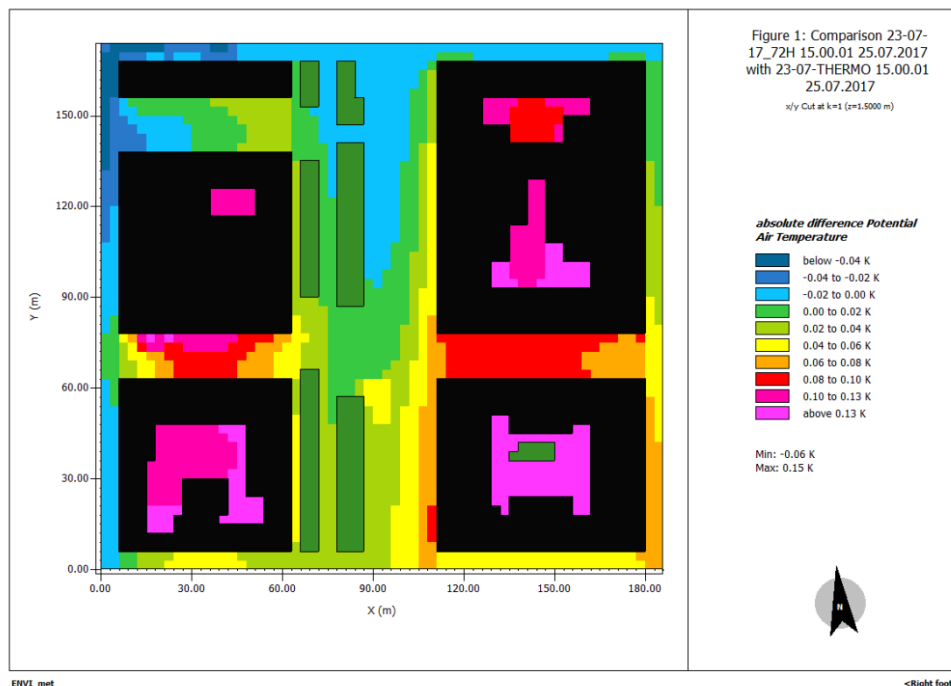 Figure 1: Comparison 23-07-
17_72H 15.00.01 25.07.2017
with 23-07-THERMO 15.00.01
25.07.2017
x/y Cut at k=1 (z=1.5000 m)
150.00
120.00
90.00
60.00
30.00
0.00
Y (m)
0.00 30.00 60.00 90.00 120.00 150.00 180.00
X (m)
absolute difference Potential
Air Temperature
below -0.04 K
-0.04 to -0.02 K
-0.02 to 0.00 K
0.00 to 0.02 K
0.02 to 0.04 K
0.04 to 0.06 K
0.06 to 0.08 K
0.08 to 0.10 K
0.10 to 0.13 K
above 0.13 K
Min: -0.06 K
Max: 0.15 K
N
ENVI_met
<Right foot